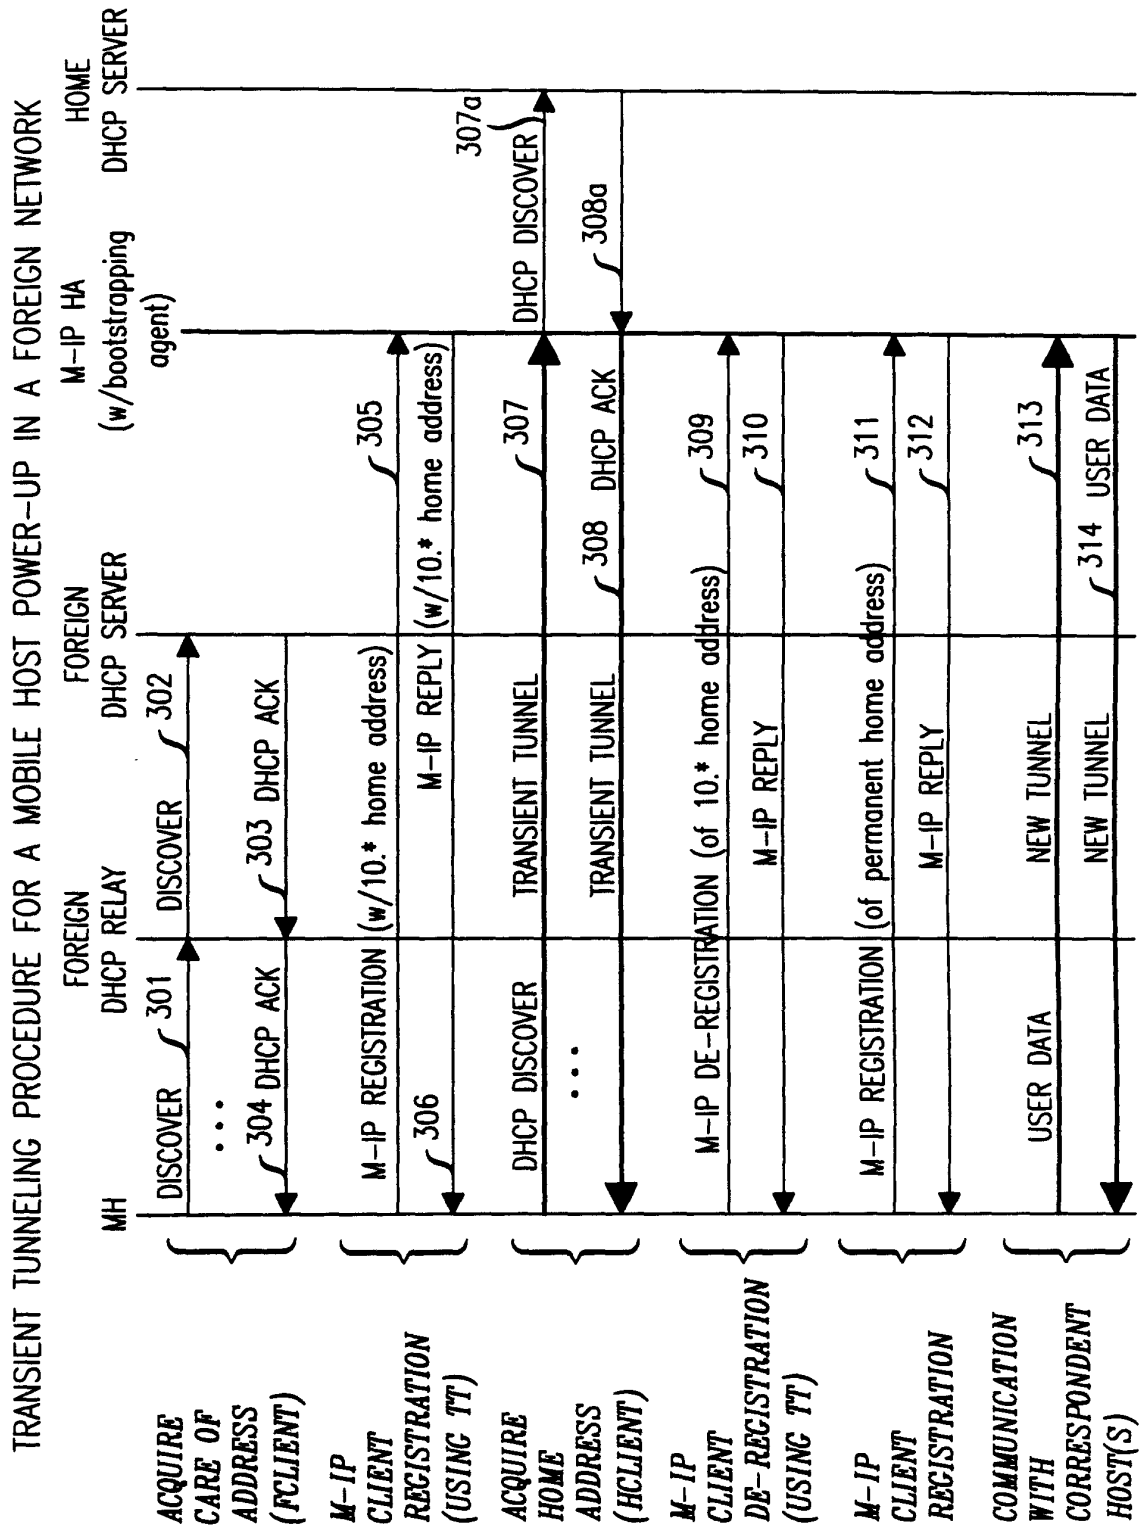 TRANSIENT TUNNELING PROCEDURE FOR A MOBILE HOST POWER-UP IN A FOREIGN NETWORK
MH
FOREIGN
DHCP RELAY
FOREIGN
DHCP SERVER
M-IP HA
(w/bootstrapping
agent)
HOME
DHCP SERVER
ACQUIRE
CARE OF
ADDRESS
(FCLIENT)
DISCOVER
301
DISCOVER
302
...
304 DHCP ACK
303 DHCP ACK
M-IP
CLIENT
REGISTRATION
(USING TT)
M-IP REGISTRATION (w/10.* home address)
305
306
M-IP REPLY (w/10.* home address)
ACQUIRE
HOME
ADDRESS
(HCLIENT)
DHCP DISCOVER
TRANSIENT TUNNEL
307
DHCP DISCOVER
307a
...
TRANSIENT TUNNEL
308 DHCP ACK
308a
M-IP
CLIENT
DE-REGISTRATION
(USING TT)
M-IP DE-REGISTRATION (of 10.* home address)
309
M-IP REPLY
310
M-IP
CLIENT
REGISTRATION
M-IP REGISTRATION (of permanent home address)
311
M-IP REPLY
312
COMMUNICATION
WITH
CORRESPONDENT
HOST(S)
USER DATA
NEW TUNNEL
313
NEW TUNNEL
314 USER DATA